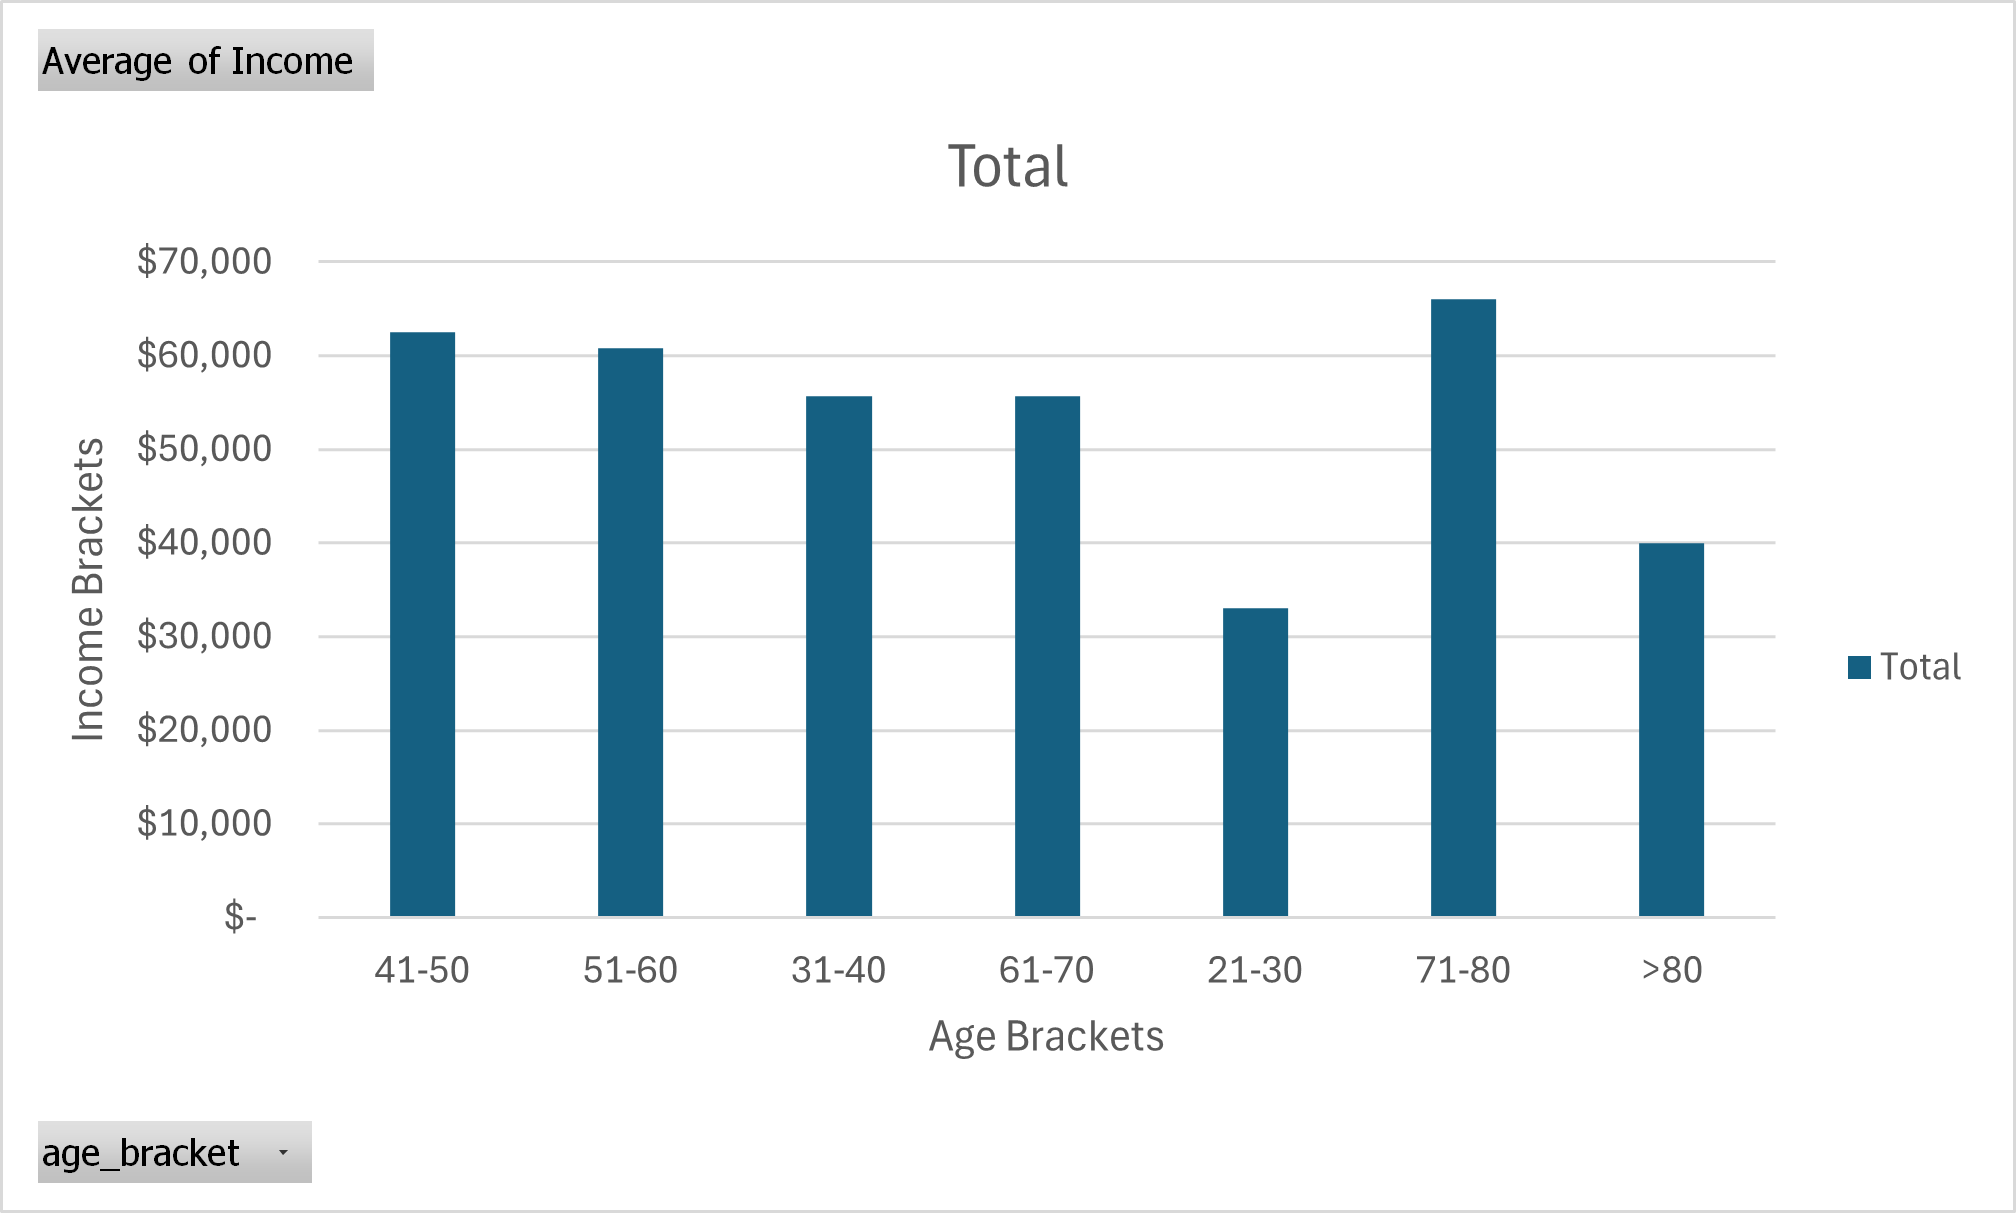 Average of Income
Total
$70,000
$60,000
$50,000
$40,000
$30,000
$20,000
$10,000
$-
Income Brackets
41-50 51-60 31-40 61-70 21-30 71-80 >80
Age Brackets
Total
age_bracket